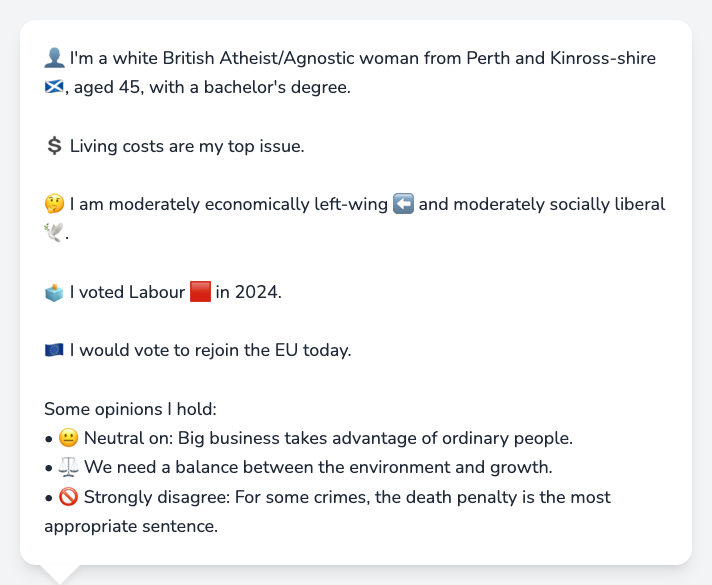 👤 I'm a white British Atheist/Agnostic woman from Perth and Kinross-shire
🏴󠁧󠁢󠁳󠁣󠁴󠁿, aged 45, with a bachelor's degree.
💲 Living costs are my top issue.
🤔 I am moderately economically left-wing ⬅️ and moderately socially liberal
🕊️.
🗳️ I voted Labour 🟥 in 2024.
🇪🇺 I would vote to rejoin the EU today.
Some opinions I hold:
• 😐 Neutral on: Big business takes advantage of ordinary people.
• ⚖️ We need a balance between the environment and growth.
• 🚫 Strongly disagree: For some crimes, the death penalty is the most
appropriate sentence.